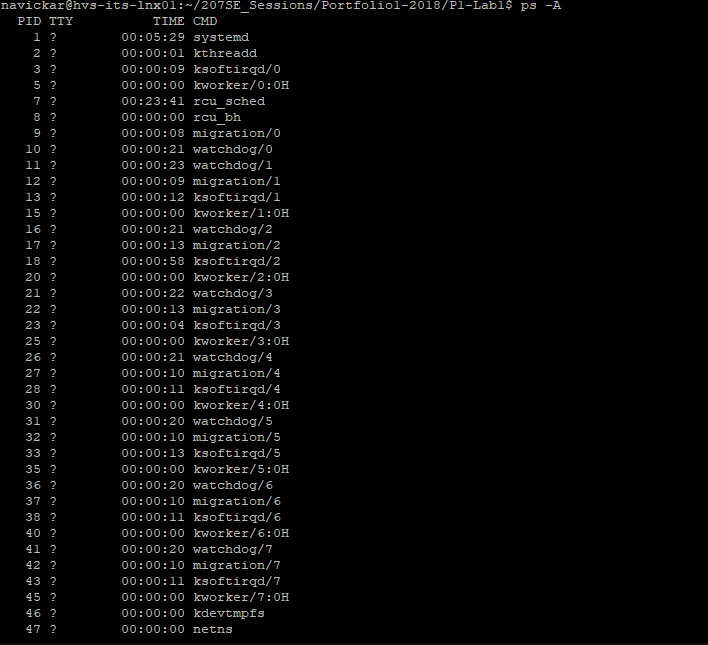 navickar@hvs-its-lnx01:~/207SE_Sessions/Portfolio1-2018/P1-Lab1$ ps -A
  PID TTY          TIME CMD
    1 ?        00:05:29 systemd
    2 ?        00:00:01 kthreadd
    3 ?        00:00:09 ksoftirqd/0
    5 ?        00:00:00 kworker/0:0H
    7 ?        00:23:41 rcu_sched
    8 ?        00:00:00 rcu_bh
    9 ?        00:00:08 migration/0
   10 ?        00:00:21 watchdog/0
   11 ?        00:00:23 watchdog/1
   12 ?        00:00:09 migration/1
   13 ?        00:00:12 ksoftirqd/1
   15 ?        00:00:00 kworker/1:0H
   16 ?        00:00:21 watchdog/2
   17 ?        00:00:13 migration/2
   18 ?        00:00:58 ksoftirqd/2
   20 ?        00:00:00 kworker/2:0H
   21 ?        00:00:22 watchdog/3
   22 ?        00:00:13 migration/3
   23 ?        00:00:04 ksoftirqd/3
   25 ?        00:00:00 kworker/3:0H
   26 ?        00:00:21 watchdog/4
   27 ?        00:00:10 migration/4
   28 ?        00:00:11 ksoftirqd/4
   30 ?        00:00:00 kworker/4:0H
   31 ?        00:00:20 watchdog/5
   32 ?        00:00:10 migration/5
   33 ?        00:00:13 ksoftirqd/5
   35 ?        00:00:00 kworker/5:0H
   36 ?        00:00:20 watchdog/6
   37 ?        00:00:10 migration/6
   38 ?        00:00:11 ksoftirqd/6
   40 ?        00:00:00 kworker/6:0H
   41 ?        00:00:20 watchdog/7
   42 ?        00:00:10 migration/7
   43 ?        00:00:11 ksoftirqd/7
   45 ?        00:00:00 kworker/7:0H
   46 ?        00:00:00 kdevtmpfs
   47 ?        00:00:00 netns